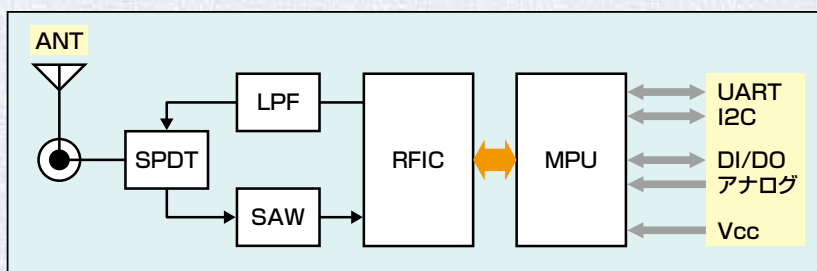 ANT
LPF
SPDT
RFIC
MPU
SAW
UART
I2C
DI/DO
アナログ
Vcc